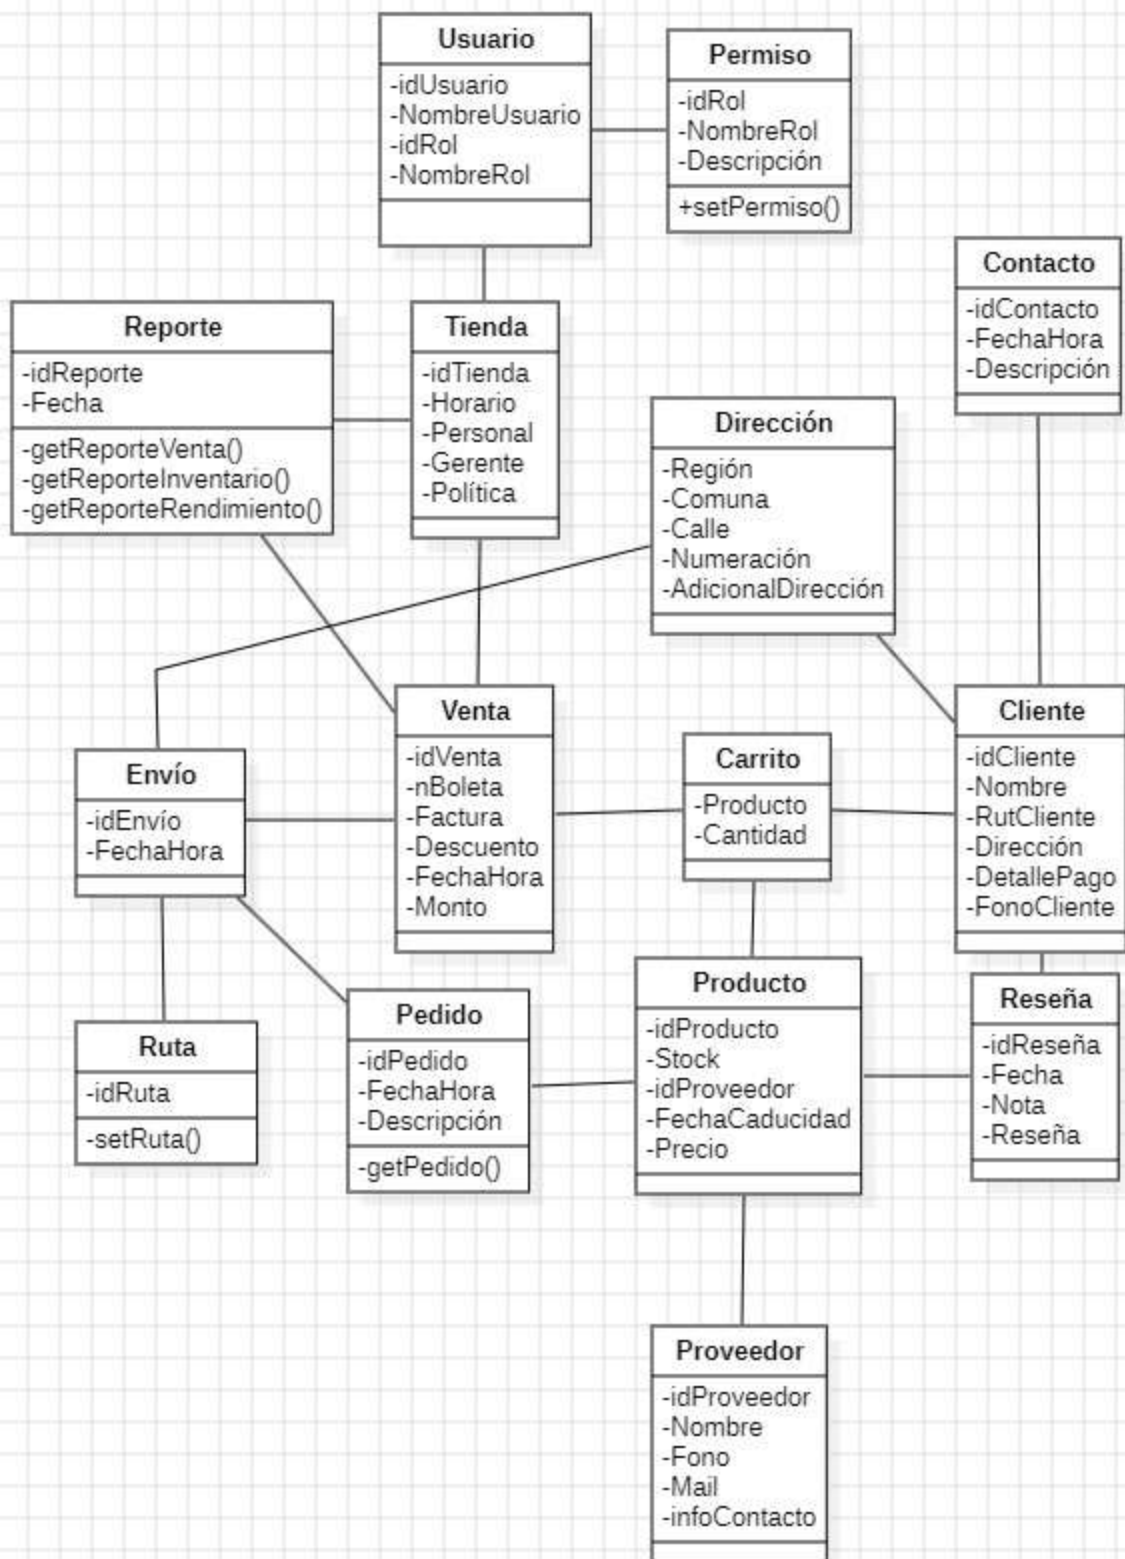 Usuario
-idUsuario
-NombreUsuario
-idRol
-NombreRol
Permiso
-idRol
-NombreRol
-Descripción
+setPermiso()
Contacto
-idContacto
-FechaHora
-Descripción
Reporte
-idReporte
-Fecha
-getReporteVenta()
-getReporteInventario()
-getReporteRendimiento()
Tienda
-idTienda
-Horario
-Personal
-Gerente
-Política
Dirección
-Región
-Comuna
-Calle
-Numeración
-AdicionalDirección
Envío
-idEnvío
-FechaHora
Venta
-idVenta
-nBoleta
-Factura
-Descuento
-FechaHora
-Monto
Carrito
-Producto
-Cantidad
Cliente
-idCliente
-Nombre
-RutCliente
-Dirección
-DetallePago
-FonoCliente
Ruta
-idRuta
-setRuta()
Pedido
-idPedido
-FechaHora
-Descripción
-getPedido()
Producto
-idProducto
-Stock
-idProveedor
-FechaCaducidad
-Precio
Reseña
-idReseña
-Fecha
-Nota
-Reseña
Proveedor
-idProveedor
-Nombre
-Fono
-Mail
-infoContacto